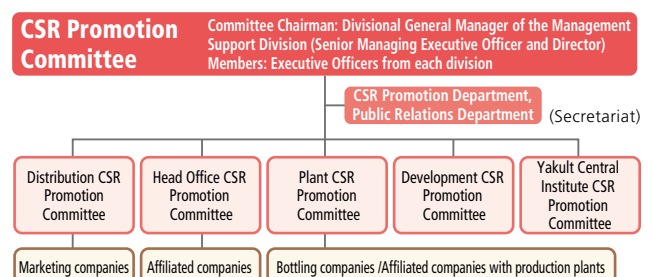 CSR Promotion
Committee
Committee Chairman: Divisional General Manager of the Management
Support Division (Senior Managing Executive Officer and Director)
Members: Executive Officers from each division
CSR Promotion Department,
Public Relations Department
(Secretariat)
Distribution CSR
Promotion
Committee
Head Office CSR
Promotion
Committee
Plant CSR
Promotion
Committee
Development CSR
Promotion
Committee
Yakult Central
Institute CSR
Promotion
Committee
Marketing companies
Affiliated companies
Bottling companies /Affiliated companies with production plants